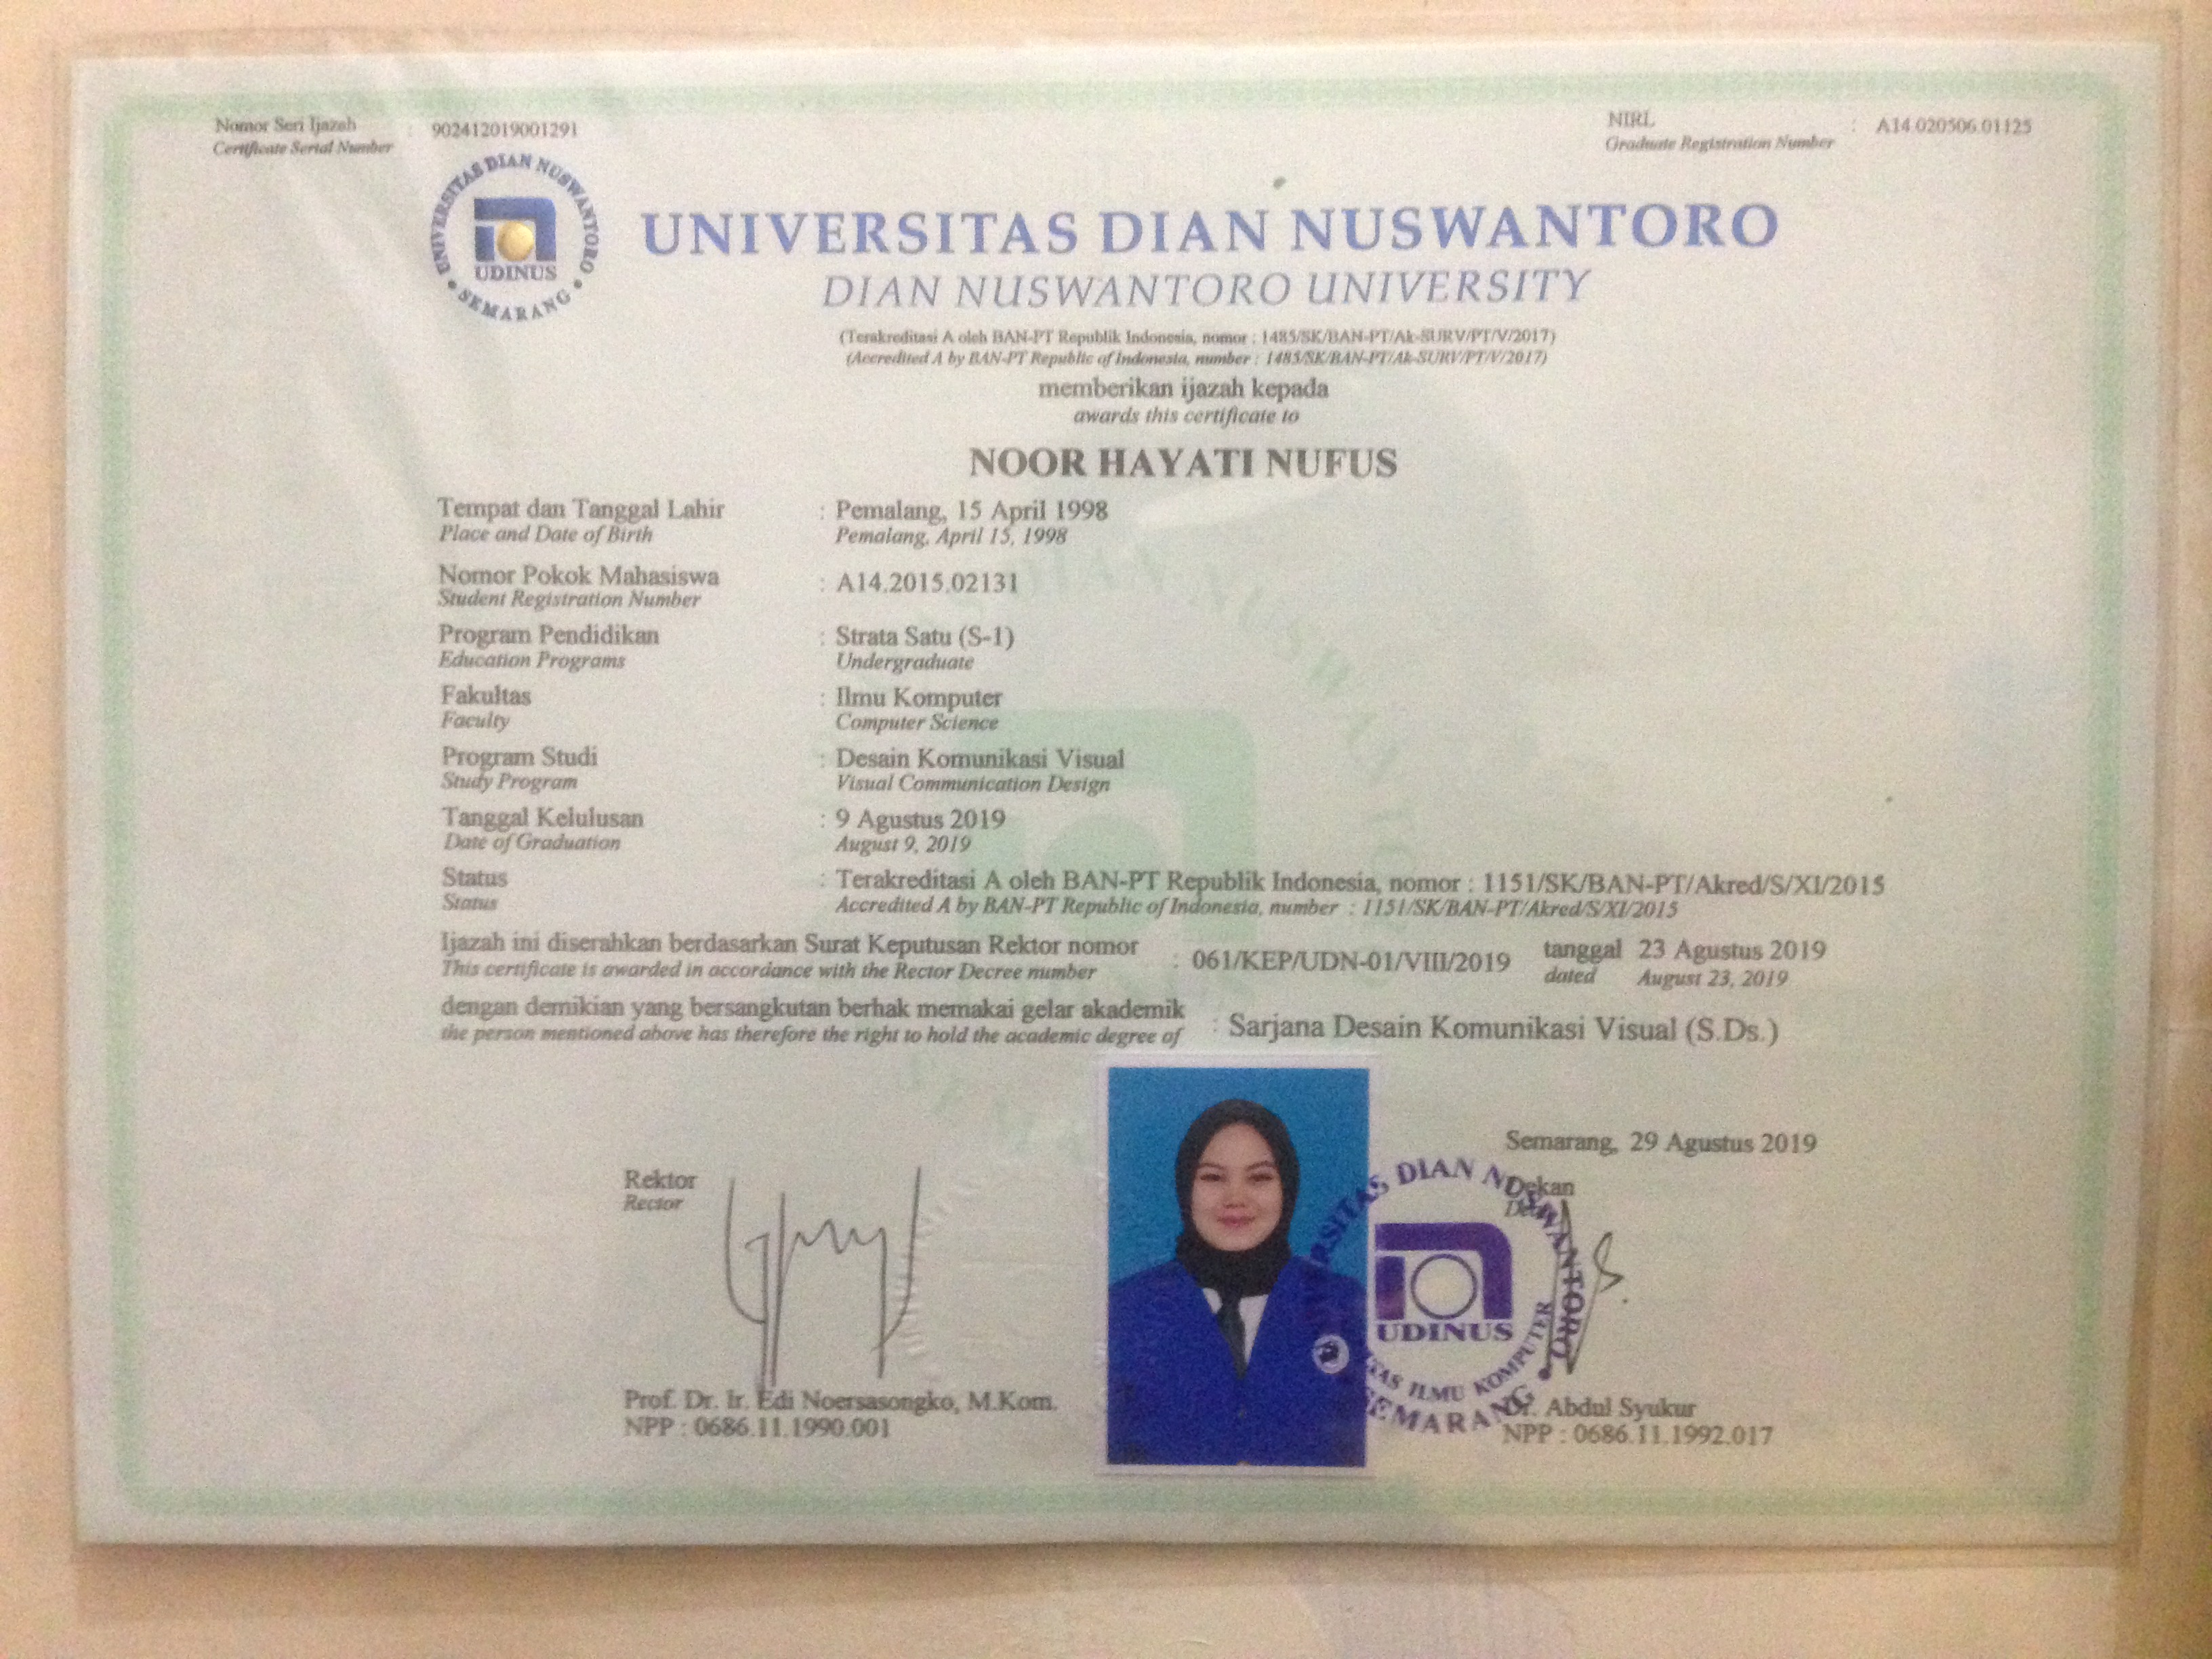 Nomor Seri Ijazah : 902412019001291
Certificate Serial Number
NIRL : A14.020506.01125
Graduate Registration Number
UNIVERSITAS DIAN NUSWANTORO
• SEMARANG •
UDINUS
UNIVERSITAS DIAN NUSWANTORO
DIAN NUSWANTORO UNIVERSITY
(Terakreditasi A oleh BAN-PT Republik Indonesia, nomor : 1485/SK/BAN-PT/Ak-SURV/PT/V/2017)
(Accredited A by BAN-PT Republic of Indonesia, number : 1485/SK/BAN-PT/Ak-SURV/PT/V/2017)
memberikan ijazah kepada
awards this certificate to
NOOR HAYATI NUFUS
Tempat dan Tanggal Lahir : Pemalang, 15 April 1998
Place and Date of Birth Pemalang, April 15, 1998
Nomor Pokok Mahasiswa : A14.2015.02131
Student Registration Number
Program Pendidikan : Strata Satu (S-1)
Education Programs Undergraduate
Fakultas : Ilmu Komputer
Faculty Computer Science
Program Studi : Desain Komunikasi Visual
Study Program Visual Communication Design
Tanggal Kelulusan : 9 Agustus 2019
Date of Graduation August 9, 2019
Status : Terakreditasi A oleh BAN-PT Republik Indonesia, nomor : 1151/SK/BAN-PT/Akred/S/XI/2015
Status Accredited A by BAN-PT Republic of Indonesia, number : 1151/SK/BAN-PT/Akred/S/XI/2015
Ijazah ini diserahkan berdasarkan Surat Keputusan Rektor nomor : 061/KEP/UDN-01/VIII/2019 tanggal 23 Agustus 2019
This certificate is awarded in accordance with the Rector Decree number dated August 23, 2019
dengan demikian yang bersangkutan berhak memakai gelar akademik : Sarjana Desain Komunikasi Visual (S.Ds.)
the person mentioned above has therefore the right to hold the academic degree of
Semarang, 29 Agustus 2019
Rektor
Rector
Dekan
Dean
UNIVERSITAS DIAN
UDINUS
ILMU KOMPUTER
SEMARANG
Prof. Dr. Ir. Edi Noersasongko, M.Kom.
NPP : 0686.11.1990.001
Dr. Abdul Syukur
NPP : 0686.11.1992.017